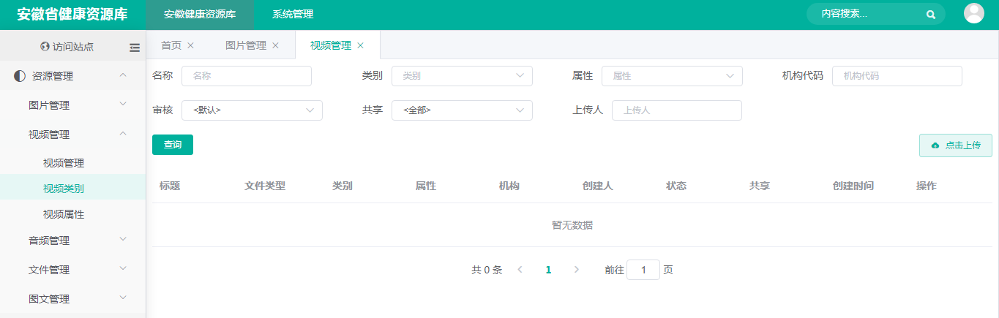 安徽省健康资源库 安徽健康资源库 系统管理 内容搜索...
访问站点 首页 图片管理 视频管理
资源管理 名称 名称 类别 类别 属性 属性 机构代码 机构代码
图片管理 审核 <默认> 共享 <全部> 上传人 上传人
视频管理 查询 点击上传
视频管理
视频类别 标题 文件类型 类别 属性 机构 创建人 状态 共享 创建时间 操作
视频属性 暂无数据
音频管理
文件管理 共 0 条 1 前往 1 页
图文管理